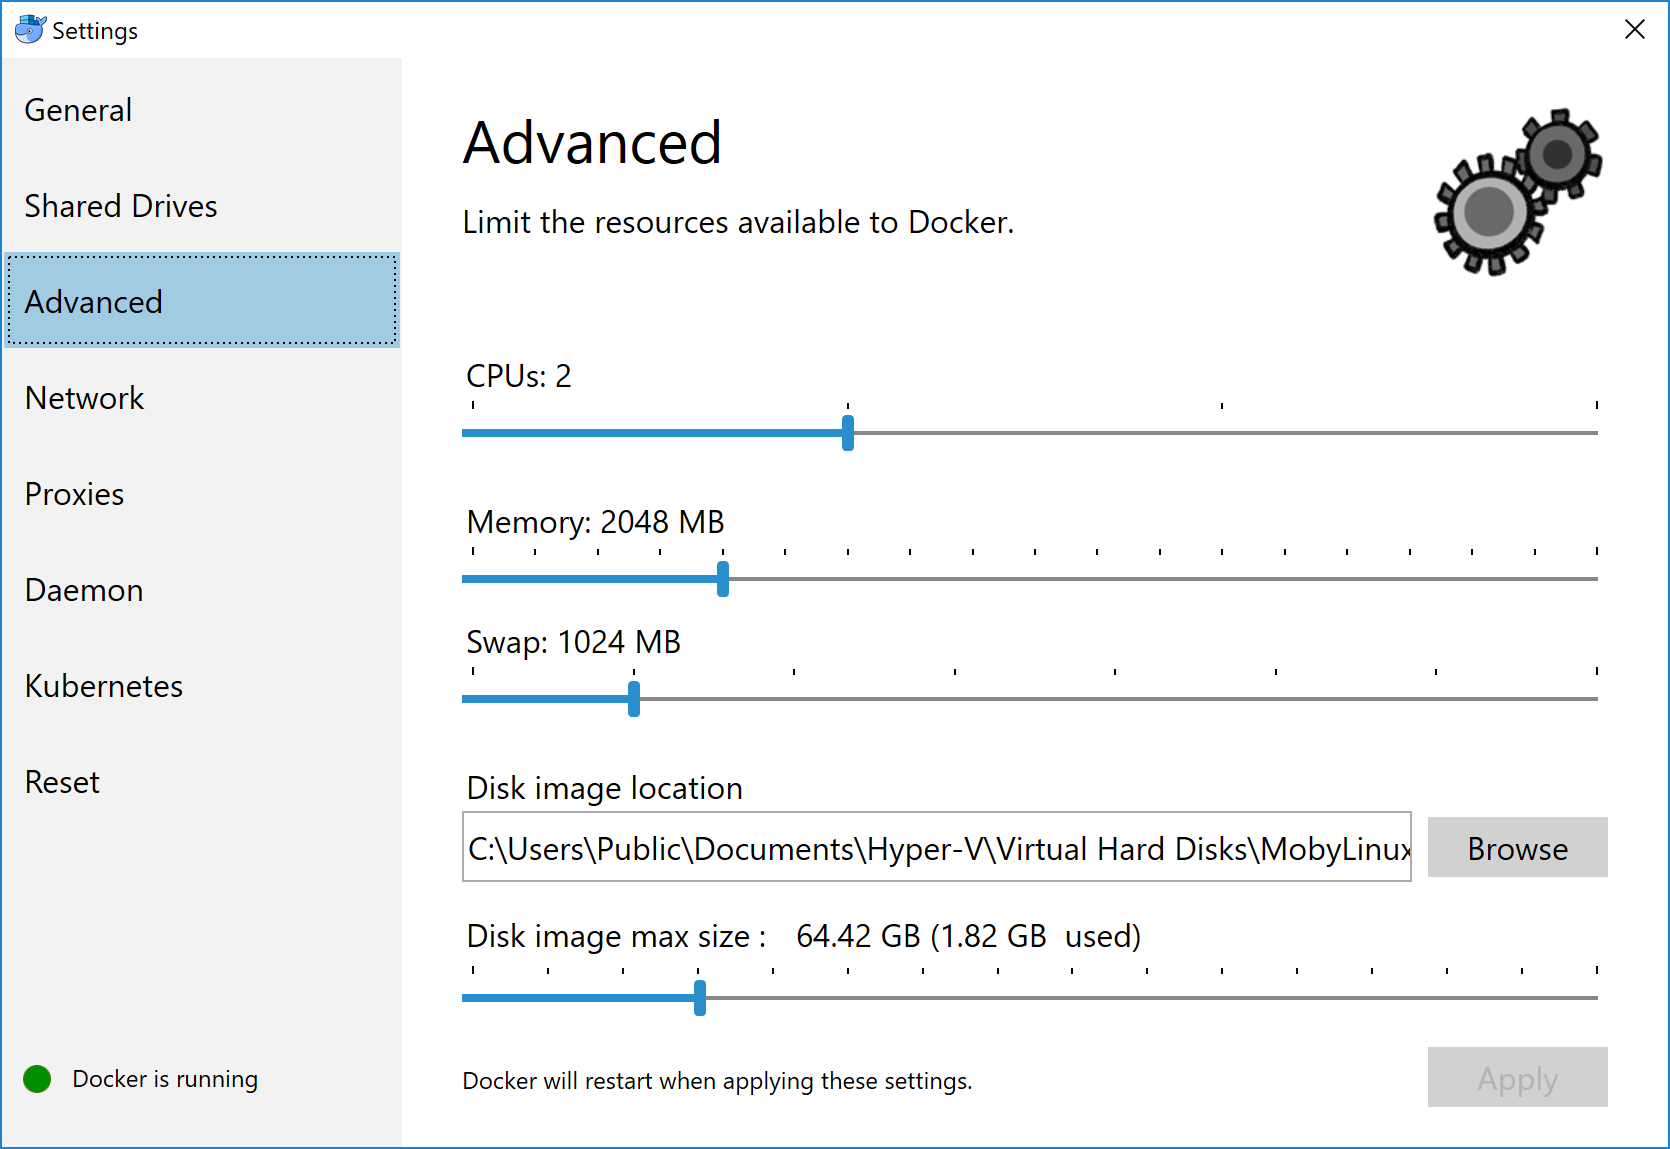 Settings
General
Shared Drives
Advanced
Network
Proxies
Daemon
Kubernetes
Reset
Docker is running
Advanced
Limit the resources available to Docker.
CPUs: 2
Memory: 2048 MB
Swap: 1024 MB
Disk image location
C:\Users\Public\Documents\Hyper-V\Virtual Hard Disks\MobyLinux
Browse
Disk image max size : 64.42 GB (1.82 GB used)
Docker will restart when applying these settings.
Apply